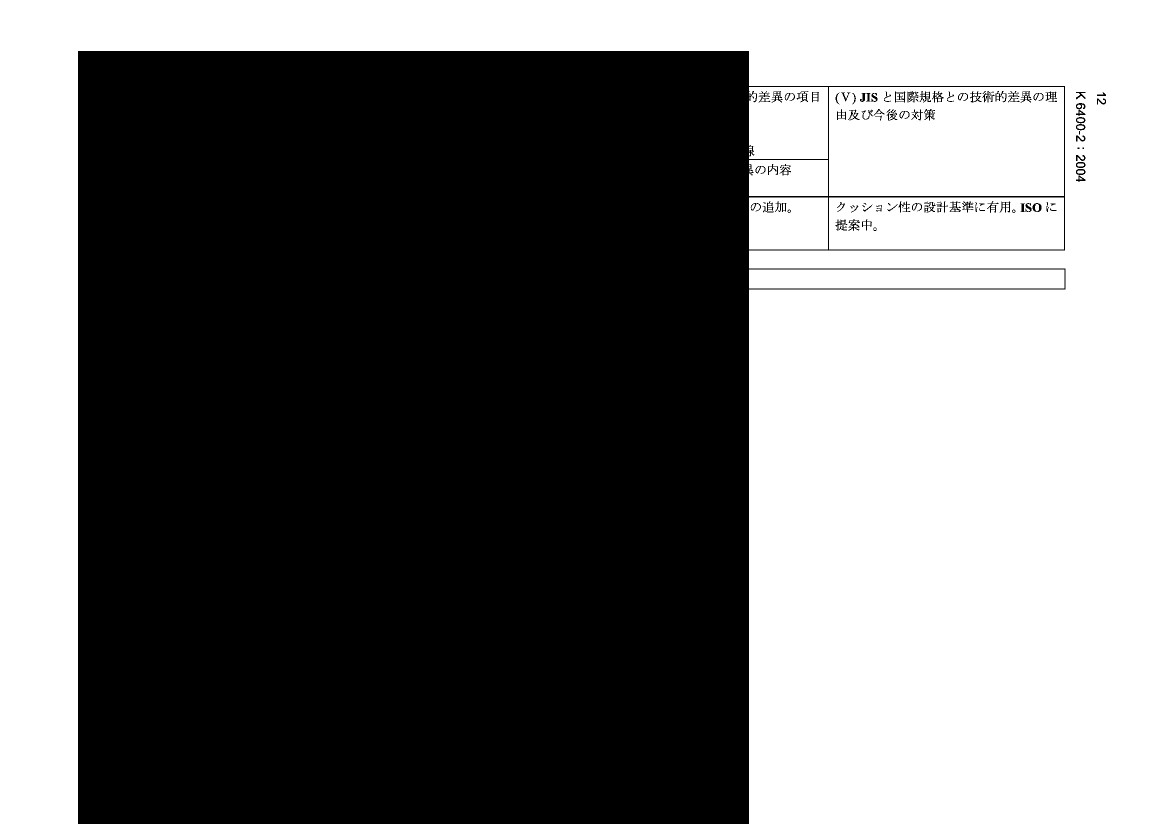 12
K 6400-2：2004
的差異の項目
線
異の内容
(Ⅴ) JIS と国際規格との技術的差異の理
由及び今後の対策
の追加。
クッション性の設計基準に有用。ISO に
提案中。